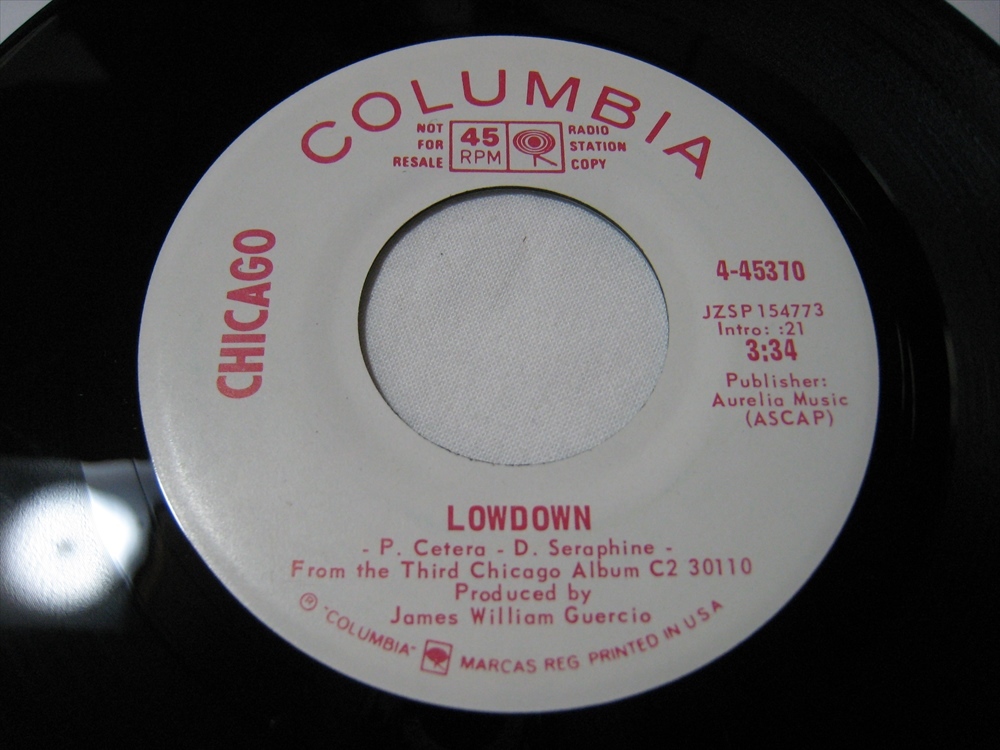 COLUMBIA
NOT
FOR
RESALE
45
RPM
RADIO
STATION
COPY
CHICAGO
4-45370
JZSP 154773
Intro: :21
3:34
Publisher:
Aurelia Music
(ASCAP)
LOWDOWN
- P. Cetera - D. Seraphine -
From the Third Chicago Album C2 30110
Produced by
James William Guercio
"COLUMBIA" MARCAS REG PRINTED IN U S A